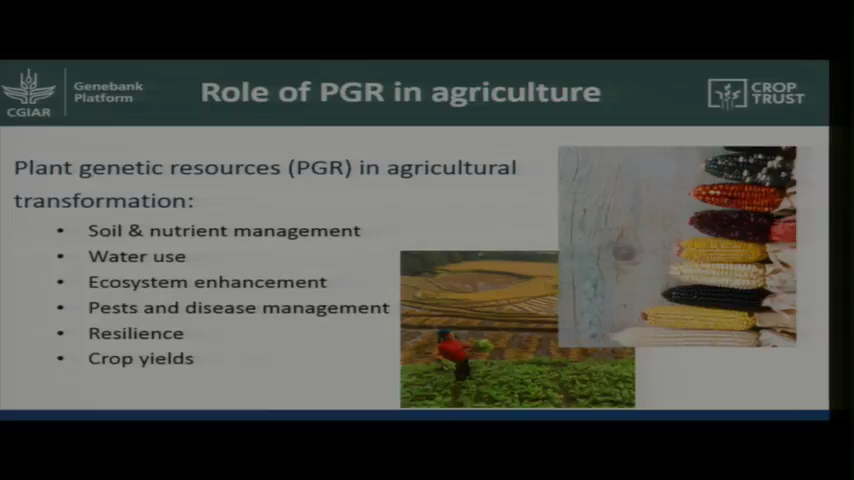 CGIAR
Genebank
Platform
Role of PGR in agriculture
CROP
TRUST
Plant genetic resources (PGR) in agricultural
transformation:
• Soil & nutrient management
• Water use
• Ecosystem enhancement
• Pests and disease management
• Resilience
• Crop yields